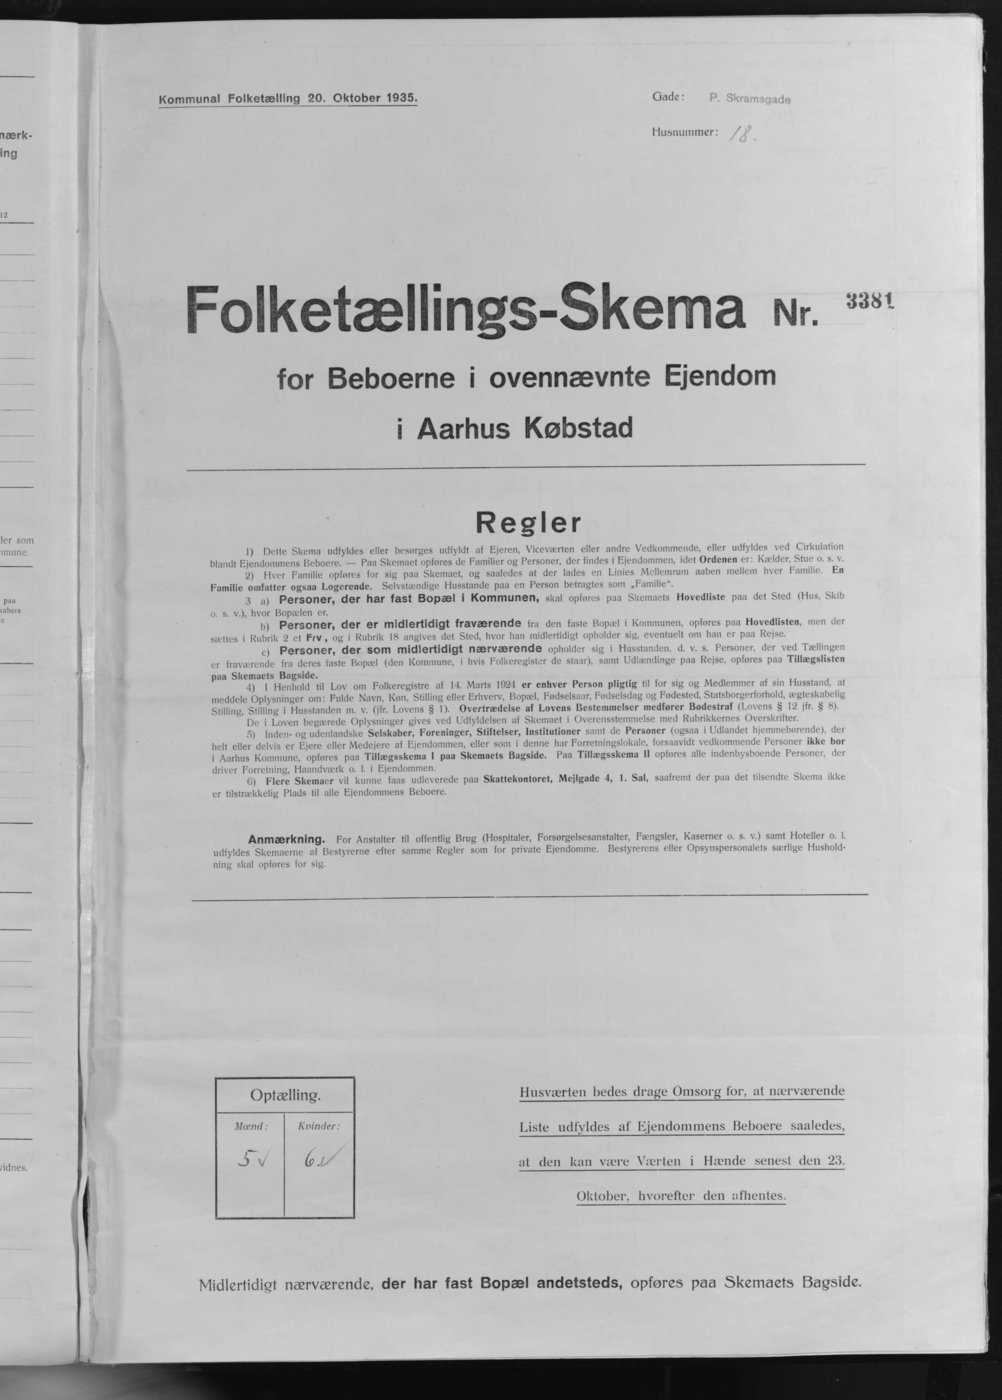 Kommunal Folketælling 20. Oktober 1935.
Gade: P. Skramsgade
Husnummer: 18.
Folketællings-Skema Nr. 3381
for Beboerne i ovennævnte Ejendom
i Aarhus Købstad
Regler
1) Dette Skema udfyldes eller besørges udfyldt af Ejeren, Viceværten eller andre Vedkommende, eller udfyldes ved Cirkulation
blandt Ejendommens Beboere. — Paa Skemaet opføres de Familier og Personer, der findes i Ejendommen, idet Ordenen er: Kælder, Stue o. s. v.
2) Hver Familie opføres for sig paa Skemaet, og saaledes at der lades en Linies Mellemrum aaben mellem hver Familie. En
Familie omfatter ogsaa Logerende. Selvstændige Husstande paa en Person betragtes som „Familie“.
3 a) Personer, der har fast Bopæl i Kommunen, skal opføres paa Skemaets Hovedliste paa det Sted (Hus, Skib
o. s. v.), hvor Bopælen er.
b) Personer, der er midlertidigt fraværende fra den faste Bopæl i Kommunen, opføres paa Hovedlisten, men der
sættes i Rubrik 2 et Frv, og i Rubrik 18 angives det Sted, hvor han midlertidigt opholder sig, eventuelt om han er paa Rejse.
c) Personer, der som midlertidigt nærværende opholder sig i Husstanden, d. v. s. Personer, der ved Tællingen
er fraværende fra deres faste Bopæl (den Kommune, i hvis Folkeregister de staar), samt Udlændinge paa Rejse, opføres paa Tillægslisten
paa Skemaets Bagside.
4) I Henhold til Lov om Folkeregistre af 14. Marts 1924 er enhver Person pligtig til for sig og Medlemmer af sin Husstand, at
meddele Oplysninger om: Fulde Navn, Køn, Stilling eller Erhverv, Bopæl, Fødselsaar, Fødselsdag og Fødested, Statsborgerforhold, ægteskabelig
Stilling, Stilling i Husstanden m. v. (jfr. Lovens § 1). Overtrædelse af Lovens Bestemmelser medfører Bødestraf (Lovens § 12 jfr. § 8).
De i Loven begærede Oplysninger gives ved Udfyldelsen af Skemaet i Overensstemmelse med Rubrikkernes Overskrifter.
5) Inden- og udenlandske Selskaber, Foreninger, Stiftelser, Institutioner samt de Personer (ogsaa i Udlandet hjemmehørende), der
helt eller delvis er Ejere eller Medejere af Ejendommen, eller som i denne har Forretningslokale, forsaavidt vedkommende Personer ikke bor
i Aarhus Kommune, opføres paa Tillægsskema I paa Skemaets Bagside. Paa Tillægsskema II opføres alle indenbysboende Personer, der
driver Forretning, Haandværk o. l. i Ejendommen.
6) Flere Skemaer vil kunne faas udleverede paa Skattekontoret, Mejlgade 4, 1. Sal, saafremt der paa det tilsendte Skema ikke
er tilstrækkelig Plads til alle Ejendommens Beboere.
Anmærkning. For Anstalter til offentlig Brug (Hospitaler, Forsørgelsesanstalter, Fængsler, Kaserner o. s. v.) samt Hoteller o. l.
udfyldes Skemaerne af Bestyrerne efter samme Regler som for private Ejendomme. Bestyrerens eller Opsynspersonalets særlige Hushold-
ning skal opføres for sig.
Optælling.
Mænd: Kvinder:
5 √ 6 √
Husværten bedes drage Omsorg for, at nærværende
Liste udfyldes af Ejendommens Beboere saaledes,
at den kan være Værten i Hænde senest den 23.
Oktober, hvorefter den afhentes.
Midlertidigt nærværende, der har fast Bopæl andetsteds, opføres paa Skemaets Bagside.